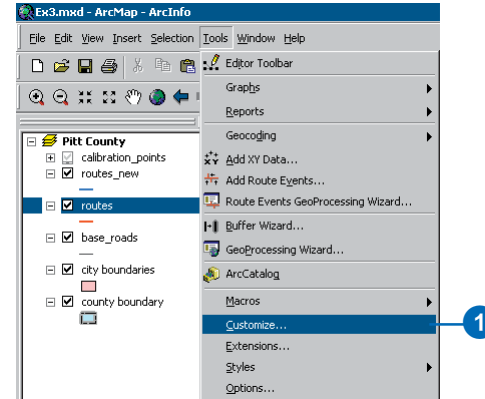 Ex3.mxd - ArcMap - ArcInfo
File Edit View Insert Selection Tools Window Help
Editor Toolbar
Graphs
Reports
Geocoding
Add XY Data...
Add Route Events...
Route Events GeoProcessing Wizard...
Buffer Wizard...
GeoProcessing Wizard...
ArcCatalog
Macros
Customize...
Extensions...
Styles
Options...
Pitt County
calibration_points
routes_new
routes
base_roads
city boundaries
county boundary
1